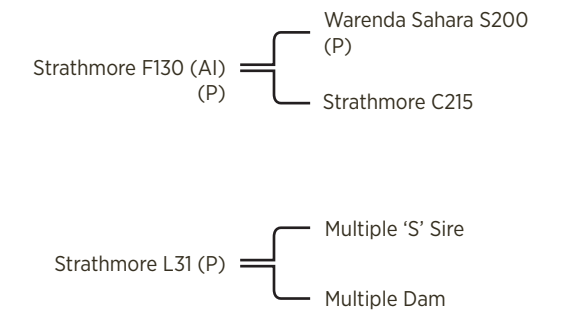 Warenda Sahara S200
(P)
Strathmore F130 (AI)
(P)
Strathmore C215
Multiple ‘S’ Sire
Strathmore L31 (P)
Multiple Dam